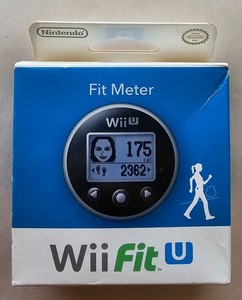 Nintendo
Fit Meter
Wii U
175
cal
2362
Wii Fit U